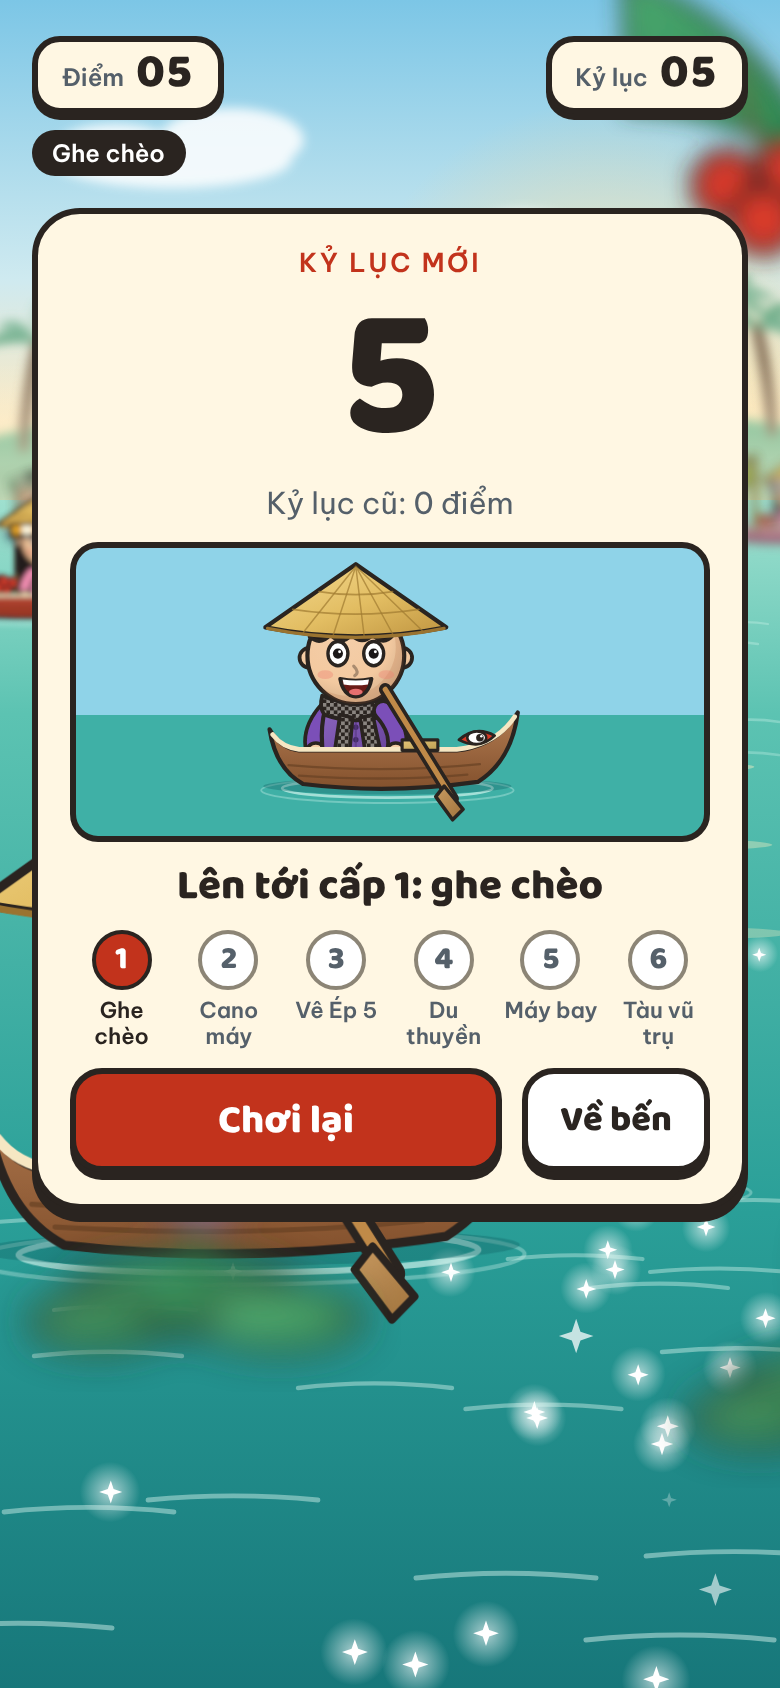 Điểm 05
Kỷ lục 05
Ghe chèo
KỶ LỤC MỚI
5
Kỷ lục cũ: 0 điểm
Lên tới cấp 1: ghe chèo
1 2 3 4 5 6
Ghe chèo
Cano máy
Vê Ép 5
Du thuyền
Máy bay
Tàu vũ trụ
Chơi lại
Về bến